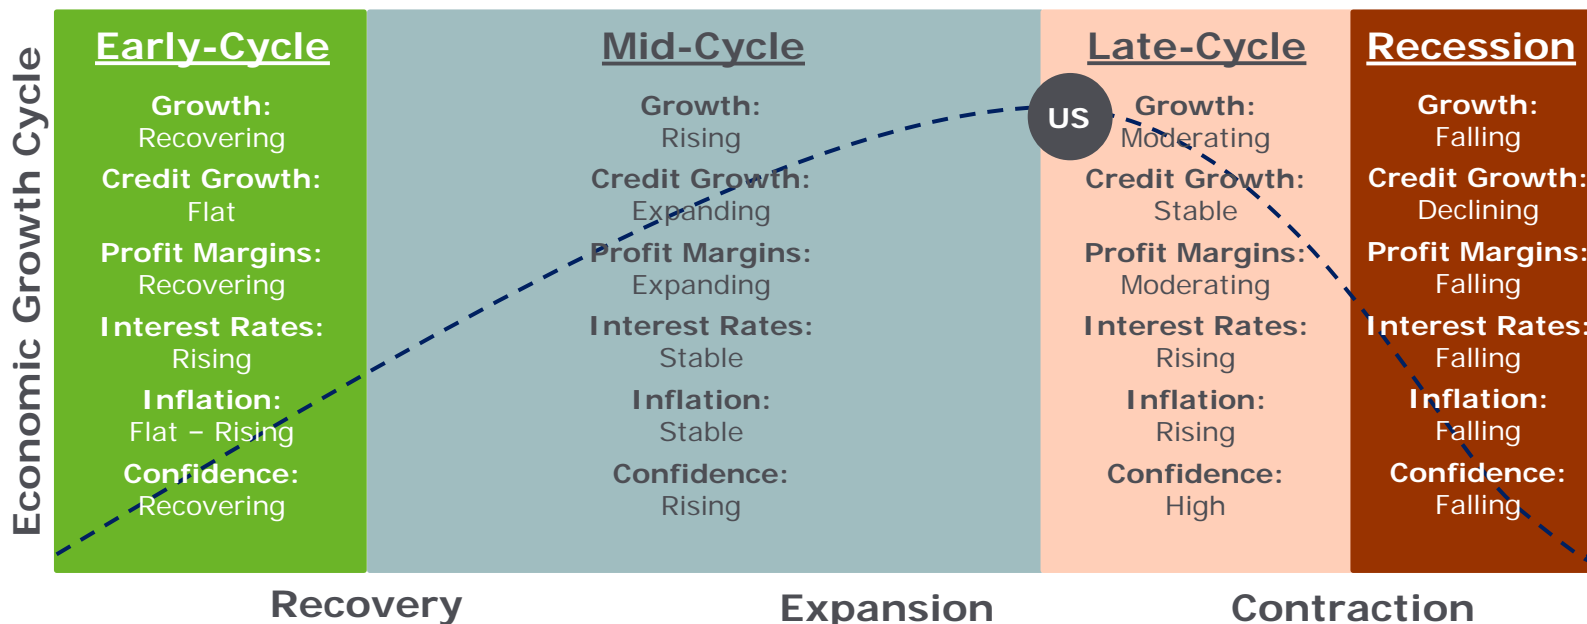 Economic Growth Cycle
Early-Cycle
Growth:
Recovering
Credit Growth:
Flat
Profit Margins:
Recovering
Interest Rates:
Rising
Inflation:
Flat – Rising
Confidence:
Recovering
Mid-Cycle
Growth:
Rising
Credit Growth:
Expanding
Profit Margins:
Expanding
Interest Rates:
Stable
Inflation:
Stable
Confidence:
Rising
US
Late-Cycle
Growth:
Moderating
Credit Growth:
Stable
Profit Margins:
Moderating
Interest Rates:
Rising
Inflation:
Rising
Confidence:
High
Recession
Growth:
Falling
Credit Growth:
Declining
Profit Margins:
Falling
Interest Rates:
Falling
Inflation:
Falling
Confidence:
Falling
Recovery
Expansion
Contraction